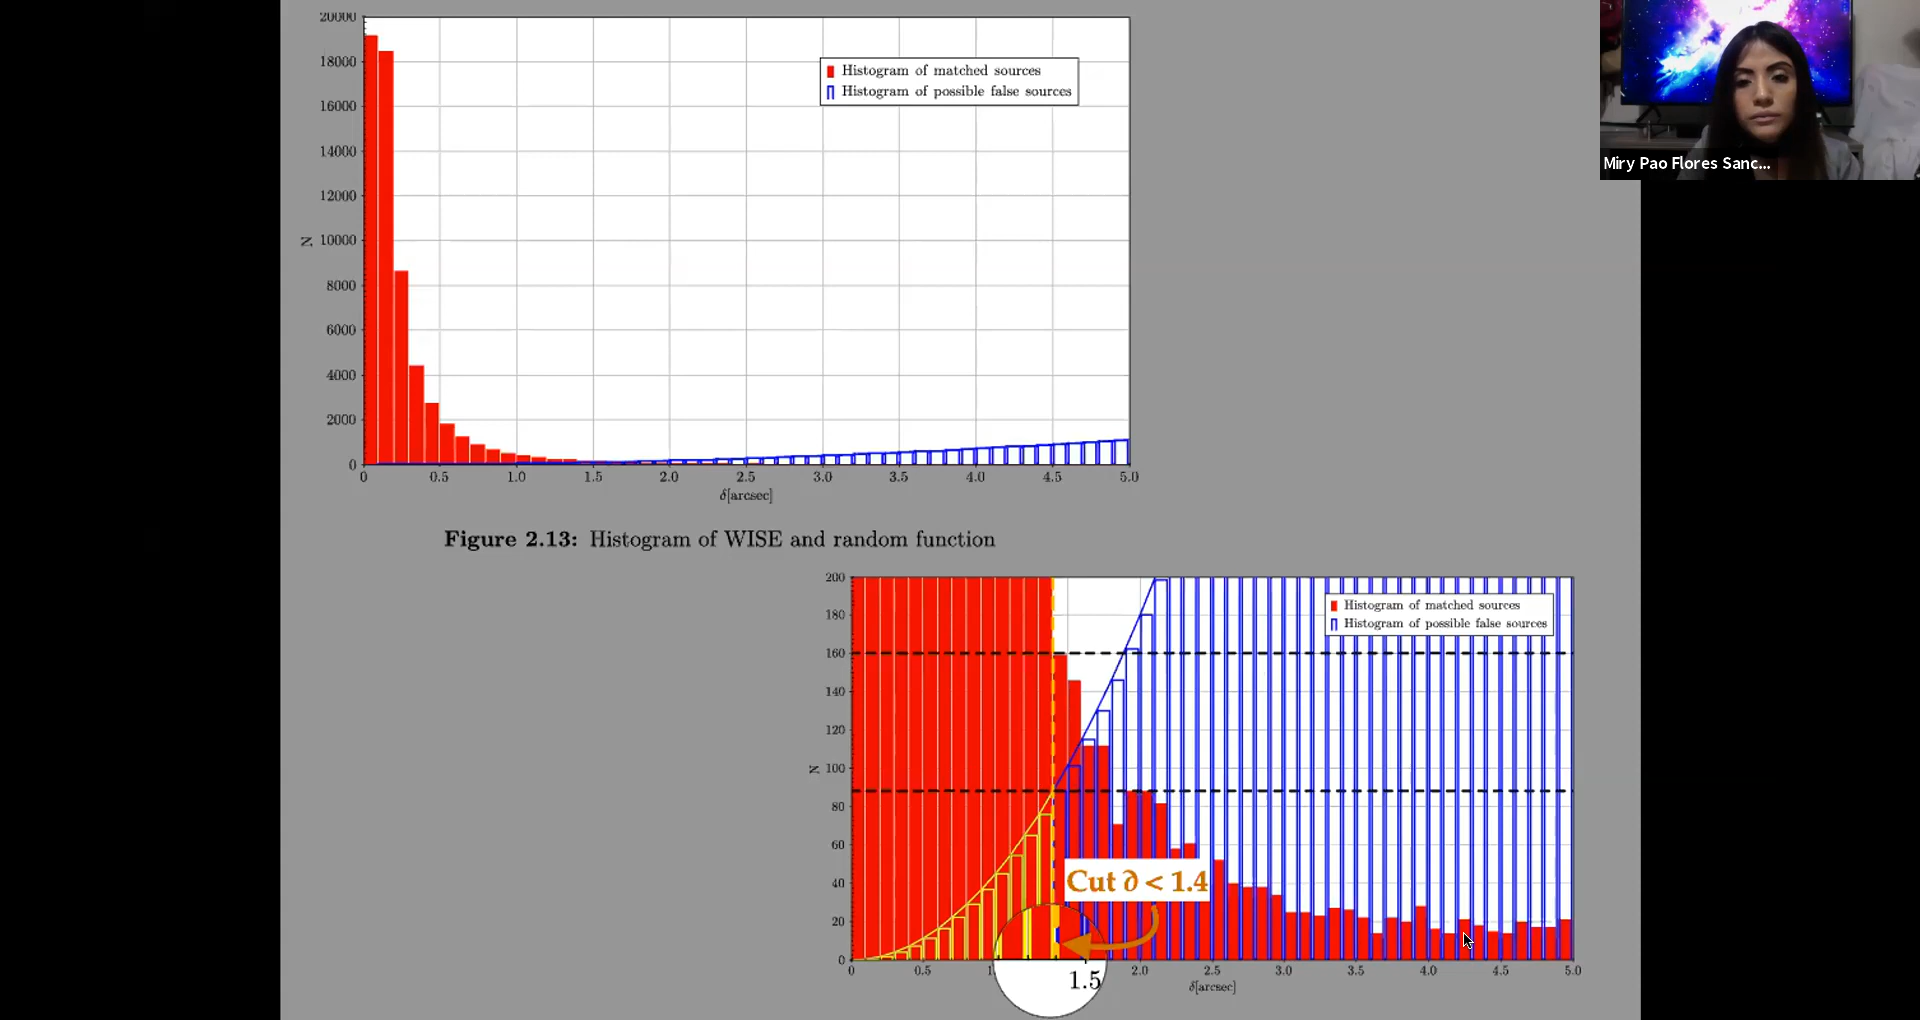 20000
18000
16000
14000
12000
10000
8000
6000
4000
2000
0
N
Histogram of matched sources
Histogram of possible false sources
0 0.5 1.0 1.5 2.0 2.5 3.0 3.5 4.0 4.5 5.0
δ[arcsec]
Miry Pao Flores Sanc...
Figure 2.13: Histogram of WISE and random function
200
180
160
140
120
100
80
60
40
20
0
N
Histogram of matched sources
Histogram of possible false sources
Cut ∂ < 1.4
0 0.5 1.5 2.0 2.5 3.0 3.5 4.0 4.5 5.0
δ[arcsec]